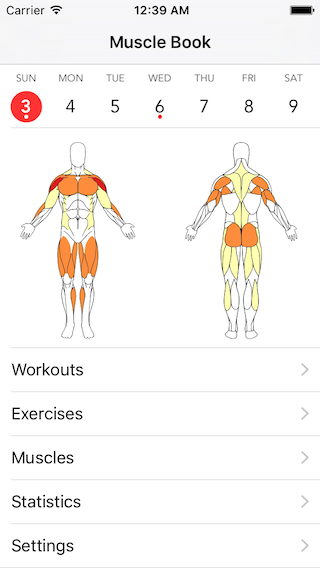 Carrier 12:39 AM
Muscle Book
SUN MON TUE WED THU FRI SAT
3 4 5 6 7 8 9
Workouts
Exercises
Muscles
Statistics
Settings